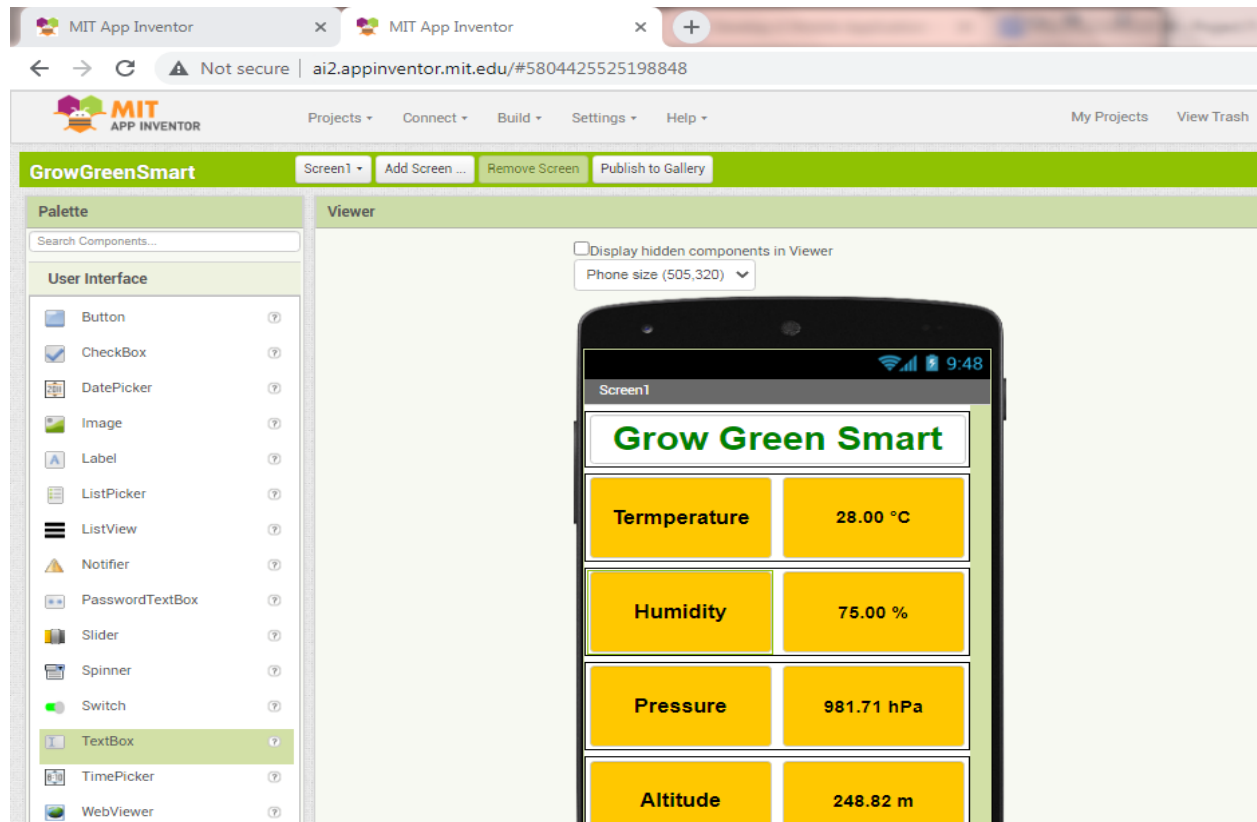 MIT App Inventor
MIT App Inventor
Not secure | ai2.appinventor.mit.edu/#5804425525198848
MIT
APP INVENTOR
Projects Connect Build Settings Help My Projects View Trash
GrowGreenSmart Screen1 Add Screen ... Remove Screen Publish to Gallery
Palette
Search Components...
User Interface
Button
CheckBox
DatePicker
Image
Label
ListPicker
ListView
Notifier
PasswordTextBox
Slider
Spinner
Switch
TextBox
TimePicker
WebViewer
Viewer
Display hidden components in Viewer
Phone size (505,320)
9:48
Screen1
Grow Green Smart
Termperature 28.00 °C
Humidity 75.00 %
Pressure 981.71 hPa
Altitude 248.82 m